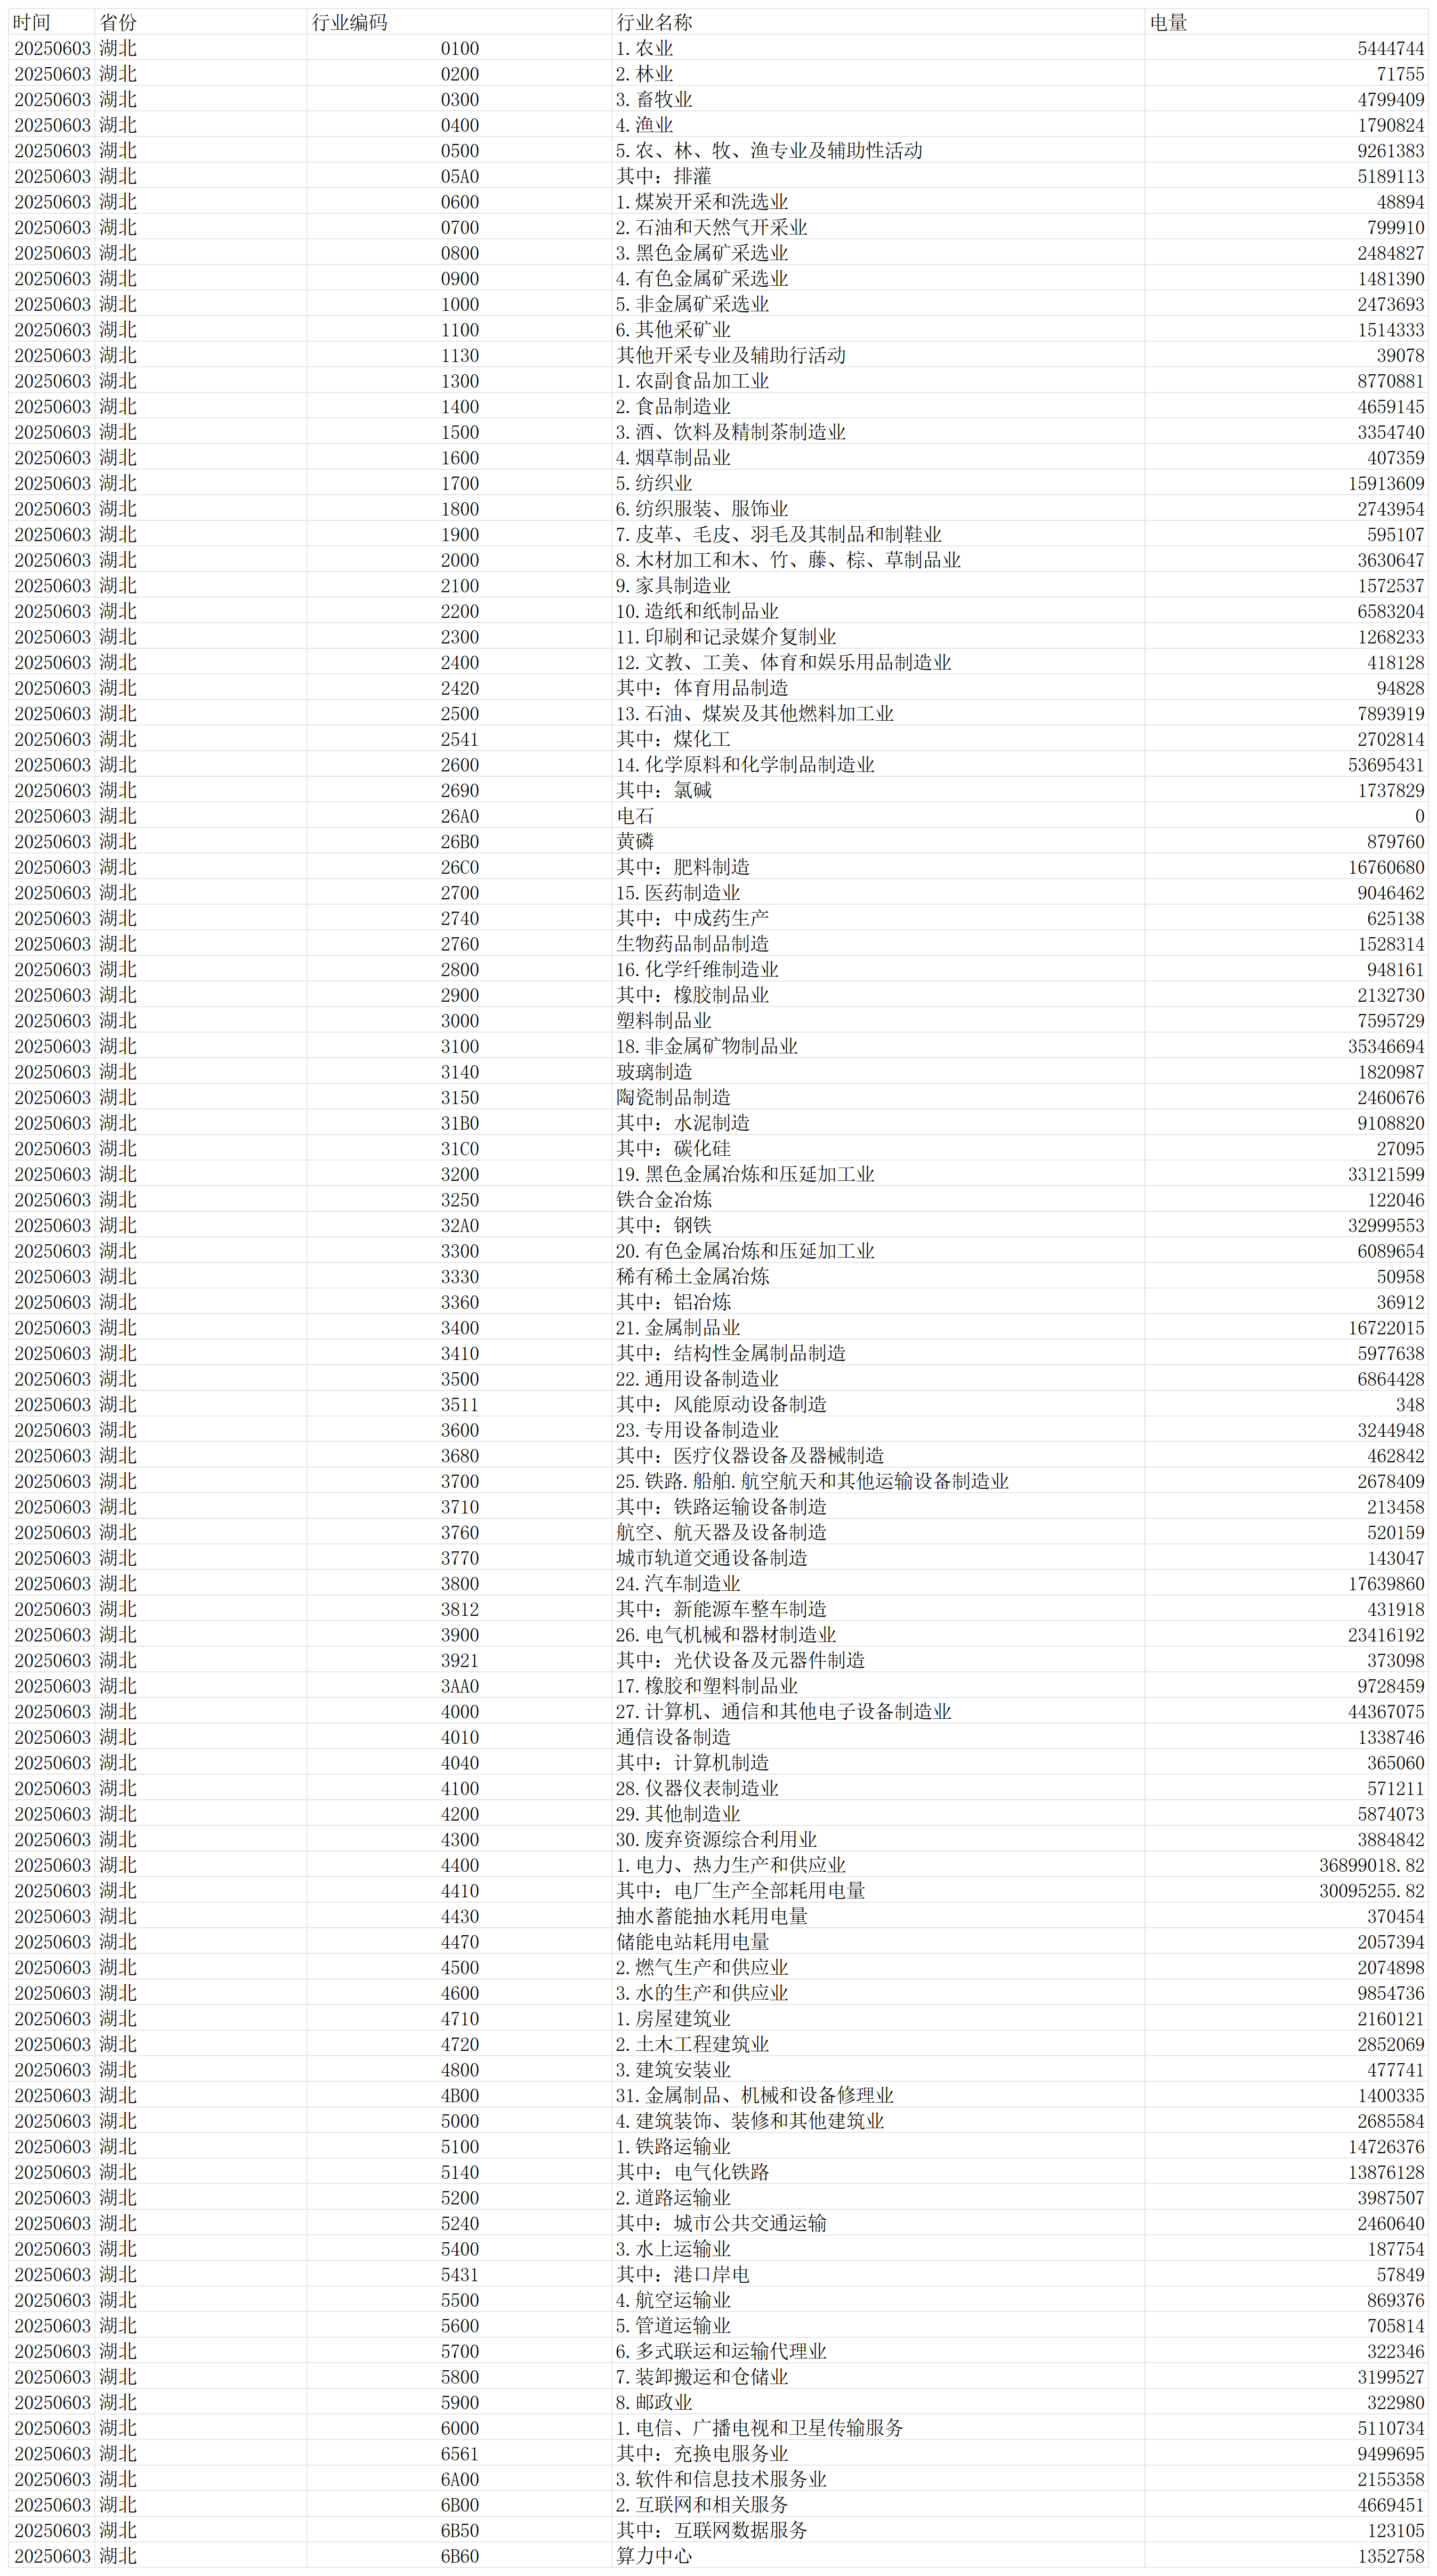 时间 省份 行业编码 行业名称 电量
20250603 湖北 0100 1.农业 5444744
20250603 湖北 0200 2.林业 71755
20250603 湖北 0300 3.畜牧业 4799409
20250603 湖北 0400 4.渔业 1790824
20250603 湖北 0500 5.农、林、牧、渔专业及辅助性活动 9261383
20250603 湖北 05A0 其中：排灌 5189113
20250603 湖北 0600 1.煤炭开采和洗选业 48894
20250603 湖北 0700 2.石油和天然气开采业 799910
20250603 湖北 0800 3.黑色金属矿采选业 2484827
20250603 湖北 0900 4.有色金属矿采选业 1481390
20250603 湖北 1000 5.非金属矿采选业 2473693
20250603 湖北 1100 6.其他采矿业 1514333
20250603 湖北 1130 其他开采专业及辅助行活动 39078
20250603 湖北 1300 1.农副食品加工业 8770881
20250603 湖北 1400 2.食品制造业 4659145
20250603 湖北 1500 3.酒、饮料及精制茶制造业 3354740
20250603 湖北 1600 4.烟草制品业 407359
20250603 湖北 1700 5.纺织业 15913609
20250603 湖北 1800 6.纺织服装、服饰业 2743954
20250603 湖北 1900 7.皮革、毛皮、羽毛及其制品和制鞋业 595107
20250603 湖北 2000 8.木材加工和木、竹、藤、棕、草制品业 3630647
20250603 湖北 2100 9.家具制造业 1572537
20250603 湖北 2200 10.造纸和纸制品业 6583204
20250603 湖北 2300 11.印刷和记录媒介复制业 1268233
20250603 湖北 2400 12.文教、工美、体育和娱乐用品制造业 418128
20250603 湖北 2420 其中：体育用品制造 94828
20250603 湖北 2500 13.石油、煤炭及其他燃料加工业 7893919
20250603 湖北 2541 其中：煤化工 2702814
20250603 湖北 2600 14.化学原料和化学制品制造业 53695431
20250603 湖北 2690 其中：氯碱 1737829
20250603 湖北 26A0 电石 0
20250603 湖北 26B0 黄磷 879760
20250603 湖北 26C0 其中：肥料制造 16760680
20250603 湖北 2700 15.医药制造业 9046462
20250603 湖北 2740 其中：中成药生产 625138
20250603 湖北 2760 生物药品制品制造 1528314
20250603 湖北 2800 16.化学纤维制造业 948161
20250603 湖北 2900 其中：橡胶制品业 2132730
20250603 湖北 3000 塑料制品业 7595729
20250603 湖北 3100 18.非金属矿物制品业 35346694
20250603 湖北 3140 玻璃制造 1820987
20250603 湖北 3150 陶瓷制品制造 2460676
20250603 湖北 31B0 其中：水泥制造 9108820
20250603 湖北 31C0 其中：碳化硅 27095
20250603 湖北 3200 19.黑色金属冶炼和压延加工业 33121599
20250603 湖北 3250 铁合金冶炼 122046
20250603 湖北 32A0 其中：钢铁 32999553
20250603 湖北 3300 20.有色金属冶炼和压延加工业 6089654
20250603 湖北 3330 稀有稀土金属冶炼 50958
20250603 湖北 3360 其中：铝冶炼 36912
20250603 湖北 3400 21.金属制品业 16722015
20250603 湖北 3410 其中：结构性金属制品制造 5977638
20250603 湖北 3500 22.通用设备制造业 6864428
20250603 湖北 3511 其中：风能原动设备制造 348
20250603 湖北 3600 23.专用设备制造业 3244948
20250603 湖北 3680 其中：医疗仪器设备及器械制造 462842
20250603 湖北 3700 25.铁路.船舶.航空航天和其他运输设备制造业 2678409
20250603 湖北 3710 其中：铁路运输设备制造 213458
20250603 湖北 3760 航空、航天器及设备制造 520159
20250603 湖北 3770 城市轨道交通设备制造 143047
20250603 湖北 3800 24.汽车制造业 17639860
20250603 湖北 3812 其中：新能源车整车制造 431918
20250603 湖北 3900 26.电气机械和器材制造业 23416192
20250603 湖北 3921 其中：光伏设备及元器件制造 373098
20250603 湖北 3AA0 17.橡胶和塑料制品业 9728459
20250603 湖北 4000 27.计算机、通信和其他电子设备制造业 44367075
20250603 湖北 4010 通信设备制造 1338746
20250603 湖北 4040 其中：计算机制造 365060
20250603 湖北 4100 28.仪器仪表制造业 571211
20250603 湖北 4200 29.其他制造业 5874073
20250603 湖北 4300 30.废弃资源综合利用业 3884842
20250603 湖北 4400 1.电力、热力生产和供应业 36899018.82
20250603 湖北 4410 其中：电厂生产全部耗用电量 30095255.82
20250603 湖北 4430 抽水蓄能抽水耗用电量 370454
20250603 湖北 4470 储能电站耗用电量 2057394
20250603 湖北 4500 2.燃气生产和供应业 2074898
20250603 湖北 4600 3.水的生产和供应业 9854736
20250603 湖北 4710 1.房屋建筑业 2160121
20250603 湖北 4720 2.土木工程建筑业 2852069
20250603 湖北 4800 3.建筑安装业 477741
20250603 湖北 4B00 31.金属制品、机械和设备修理业 1400335
20250603 湖北 5000 4.建筑装饰、装修和其他建筑业 2685584
20250603 湖北 5100 1.铁路运输业 14726376
20250603 湖北 5140 其中：电气化铁路 13876128
20250603 湖北 5200 2.道路运输业 3987507
20250603 湖北 5240 其中：城市公共交通运输 2460640
20250603 湖北 5400 3.水上运输业 187754
20250603 湖北 5431 其中：港口岸电 57849
20250603 湖北 5500 4.航空运输业 869376
20250603 湖北 5600 5.管道运输业 705814
20250603 湖北 5700 6.多式联运和运输代理业 322346
20250603 湖北 5800 7.装卸搬运和仓储业 3199527
20250603 湖北 5900 8.邮政业 322980
20250603 湖北 6000 1.电信、广播电视和卫星传输服务 5110734
20250603 湖北 6561 其中：充换电服务业 9499695
20250603 湖北 6A00 3.软件和信息技术服务业 2155358
20250603 湖北 6B00 2.互联网和相关服务 4669451
20250603 湖北 6B50 其中：互联网数据服务 123105
20250603 湖北 6B60 算力中心 1352758